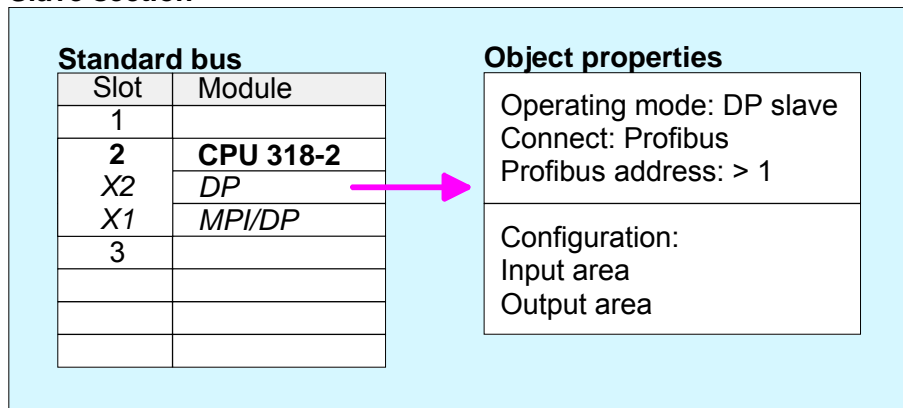 Slave section
Standard bus
Slot Module
1
2 CPU 318-2
X2 DP
X1 MPI/DP
3
Object properties
Operating mode: DP slave
Connect: Profibus
Profibus address: > 1
Configuration:
Input area
Output area